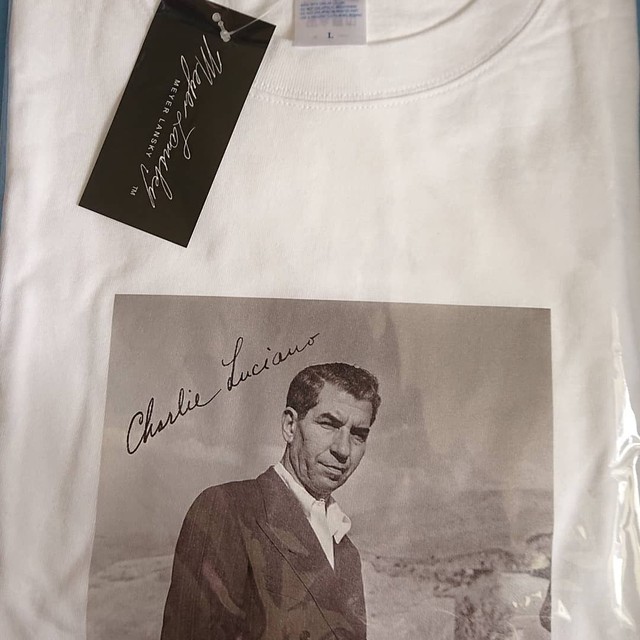 Meyer Lansky
MEYER LANSKY
TM
L
Charlie Luciano